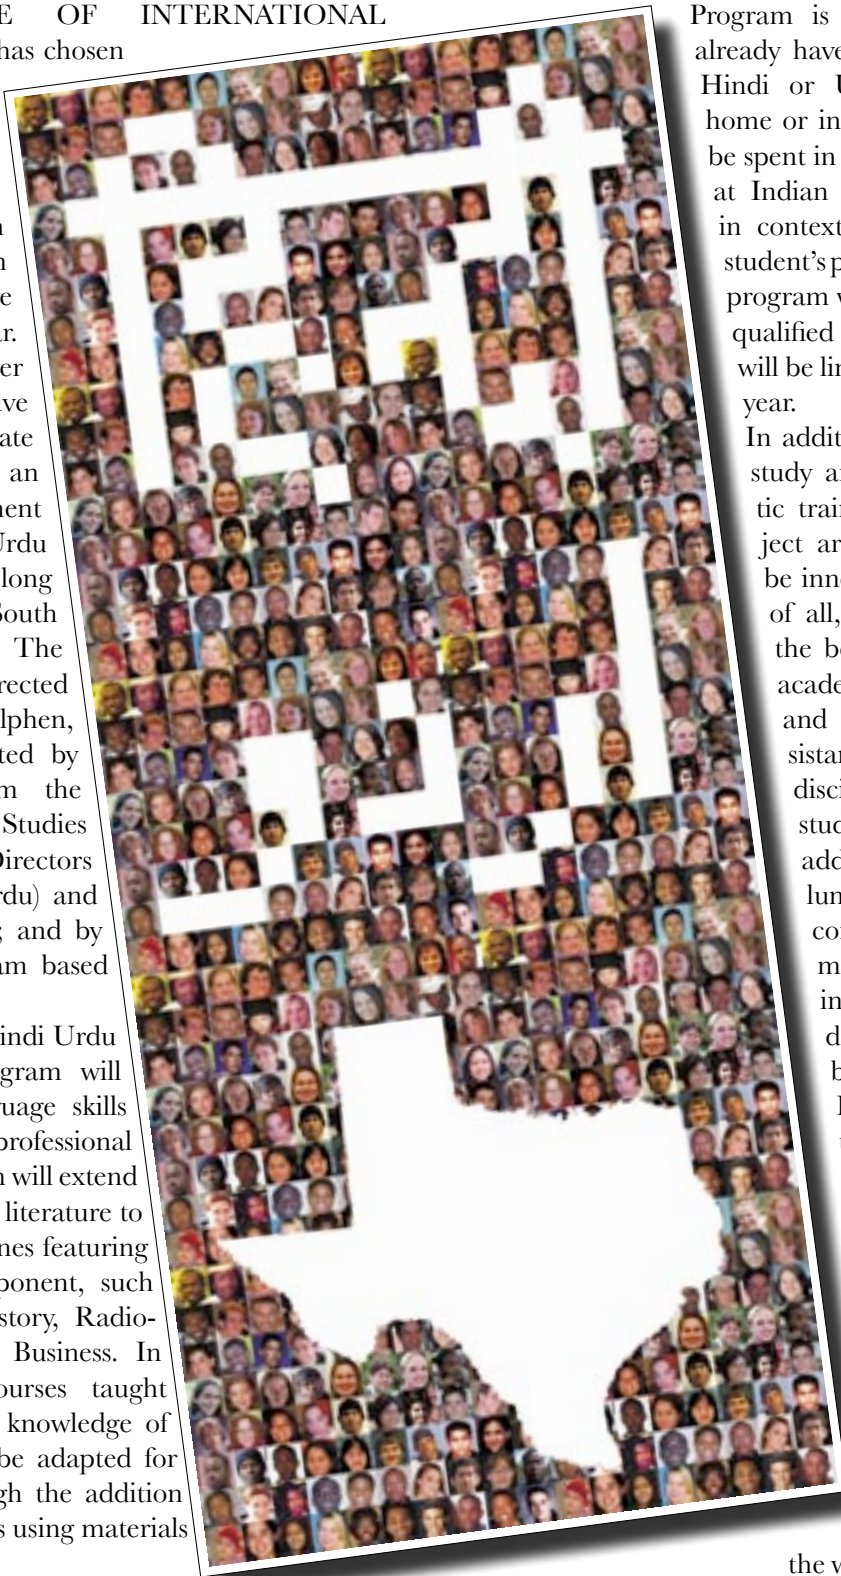 E OF INTERNATIONAL
has chosen
n
n
e
r.
er
ive
ate
an
nent
Urdu
long
South
The
rected
lphen,
ted by
m the
Studies
Directors
rdu) and
; and by
am based
indi Urdu
gram will
guage skills
professional
n will extend
literature to
nes featuring
ponent, such
story, Radio-
Business. In
ourses taught
knowledge of
be adapted for
gh the addition
s using materials
Program is
already have
Hindi or U
home or in
be spent in
at Indian
in context
student's p
program w
qualified
will be lin
year.
In addit
study an
tic train
ject ar
be inno
of all,
the be
acade
and
sistan
disci
stud
add
lun
con
m
in
d
b
the w